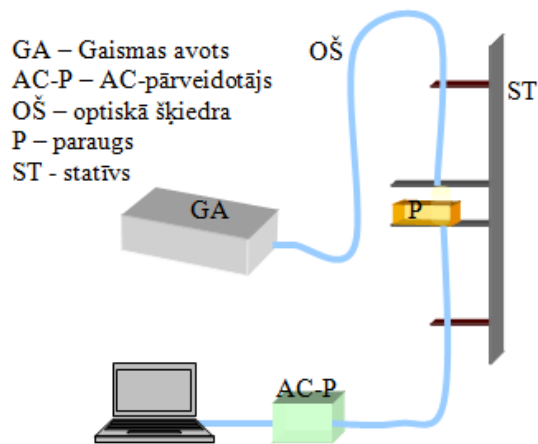 GA – Gaismas avots
AC-P – AC-pārveidotājs
OŠ – optiskā šķiedra
P – paraugs
ST - statīvs
OŠ
ST
GA
P
AC-P